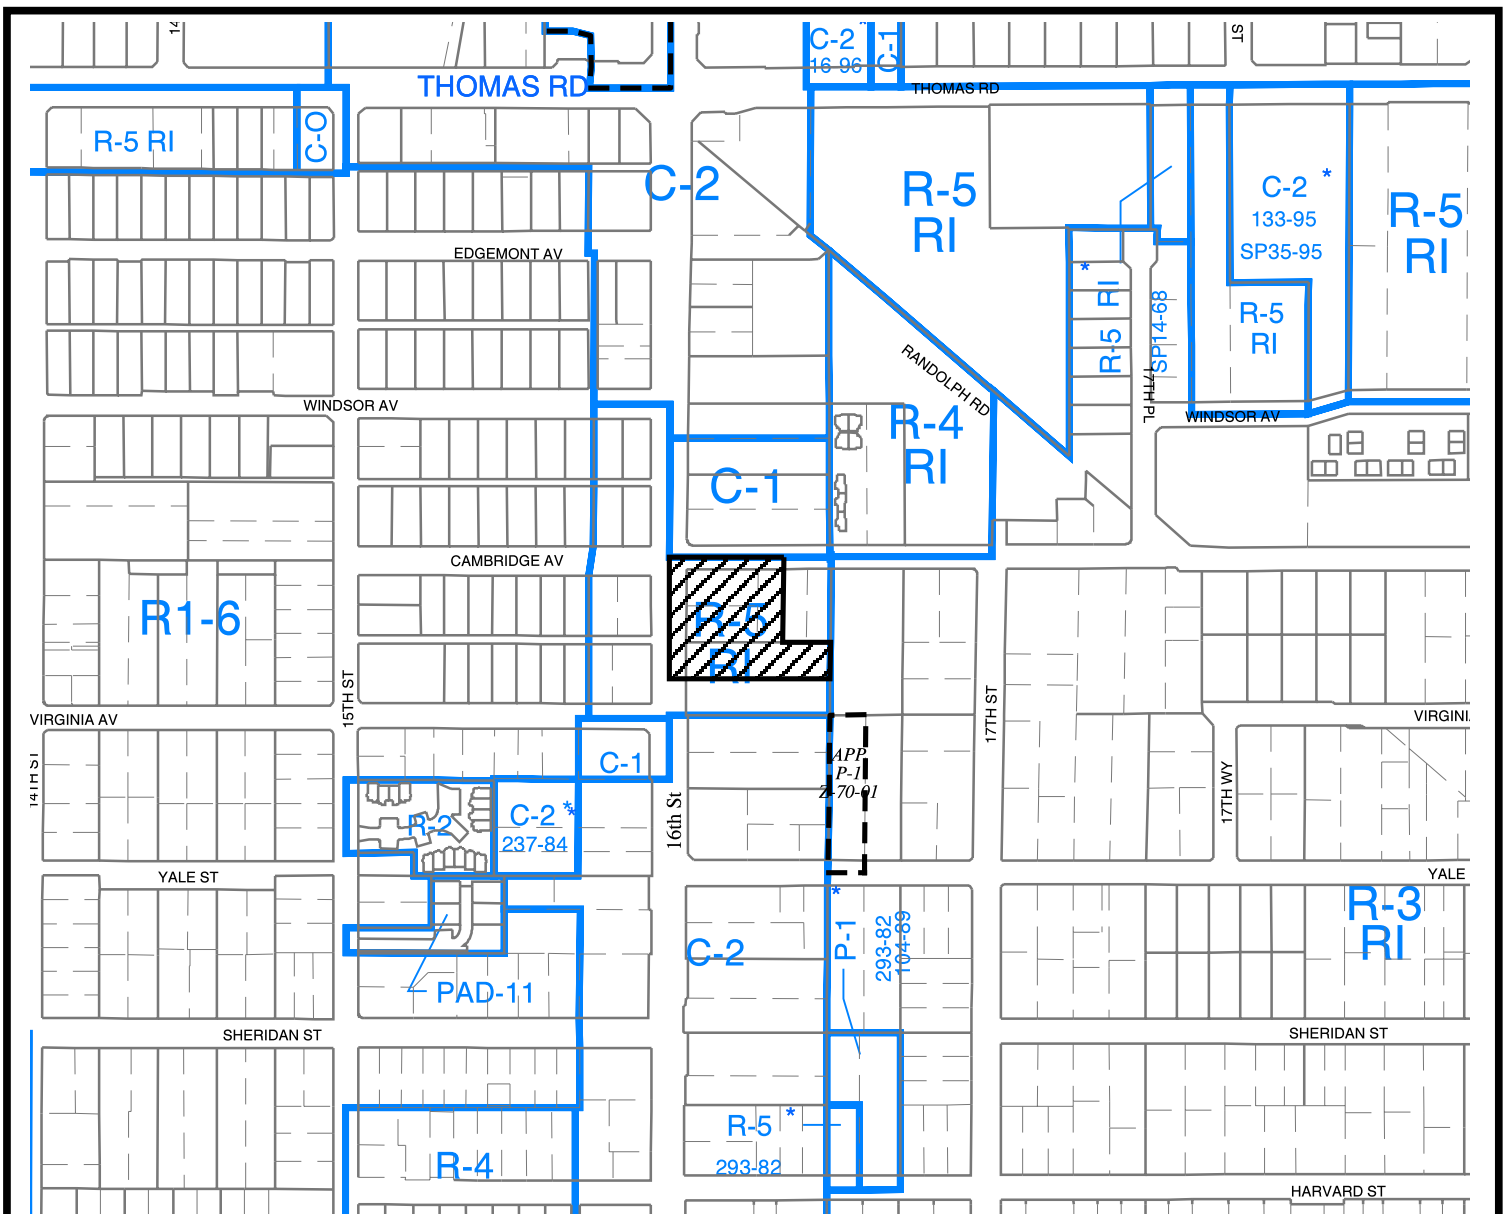 14
ST
C-2
16-96
C-1
THOMAS RD
THOMAS RD
R-5 RI
C-O
C-2
R-5
RI
C-2 *
133-95
SP35-95
R-5
RI
EDGEMONT AV
*
R-5 RI
SP14-68
R-5
RI
RANDOLPH RD
17TH PL
WINDSOR AV
WINDSOR AV
R-4
RI
C-1
CAMBRIDGE AV
R1-6
R-5
RI
15TH ST
17TH ST
VIRGINIA AV
VIRGINI
14TH ST
C-1
APP
P-1
Z-70-01
17TH WY
16th St
R-2
C-2 **
237-84
YALE ST
YALE
*
P-1
293-82
104-89
R-3
RI
C-2
PAD-11
SHERIDAN ST
SHERIDAN ST
R-5 *
293-82
R-4
HARVARD ST